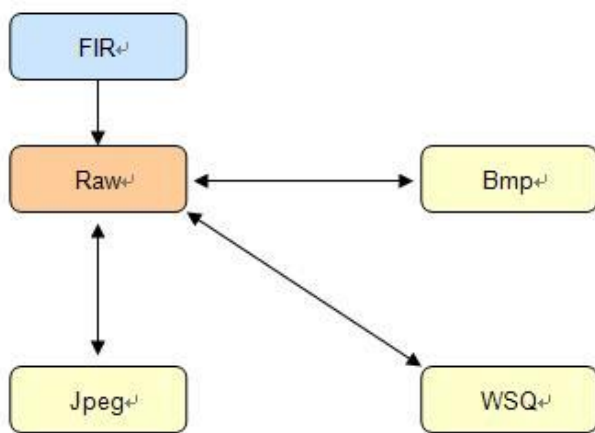 FIR↵
Raw↵
Bmp↵
Jpeg↵
WSQ↵